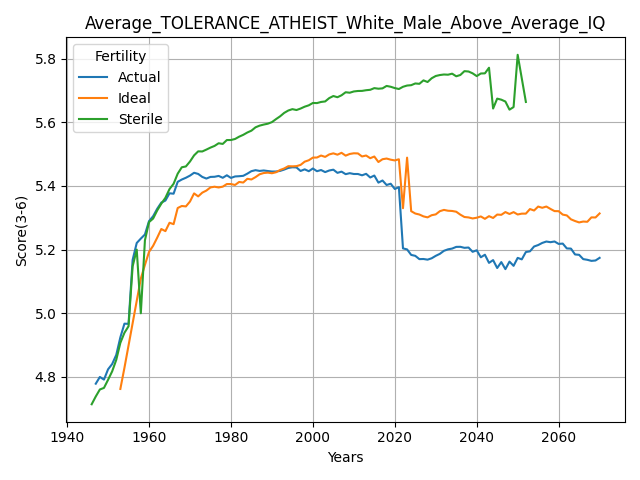 Average_TOLERANCE_ATHEIST_White_Male_Above_Average_IQ
Fertility
Actual
Ideal
Sterile
Score(3-6)
5.8
5.6
5.4
5.2
5.0
4.8
1940
1960
1980
2000
2020
2040
2060
Years